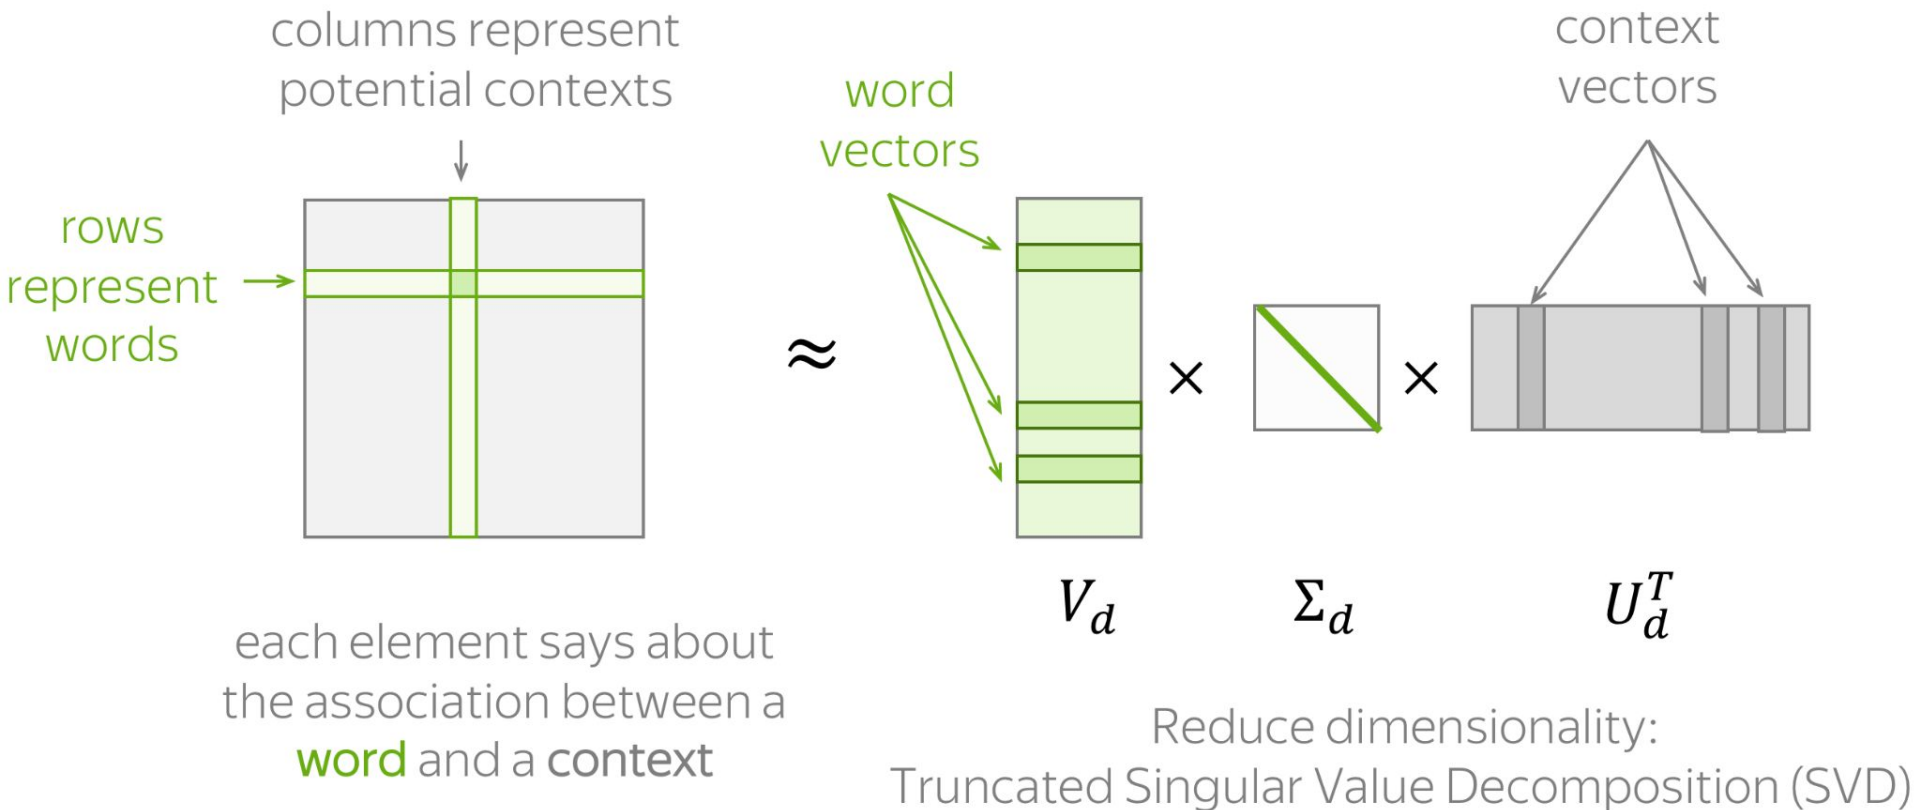 columns represent
potential contexts
rows
represent
words
each element says about
the association between a
word and a context
≈
word
vectors
×
×
context
vectors
V_d
Σ_d
U_d^T
Reduce dimensionality:
Truncated Singular Value Decomposition (SVD)